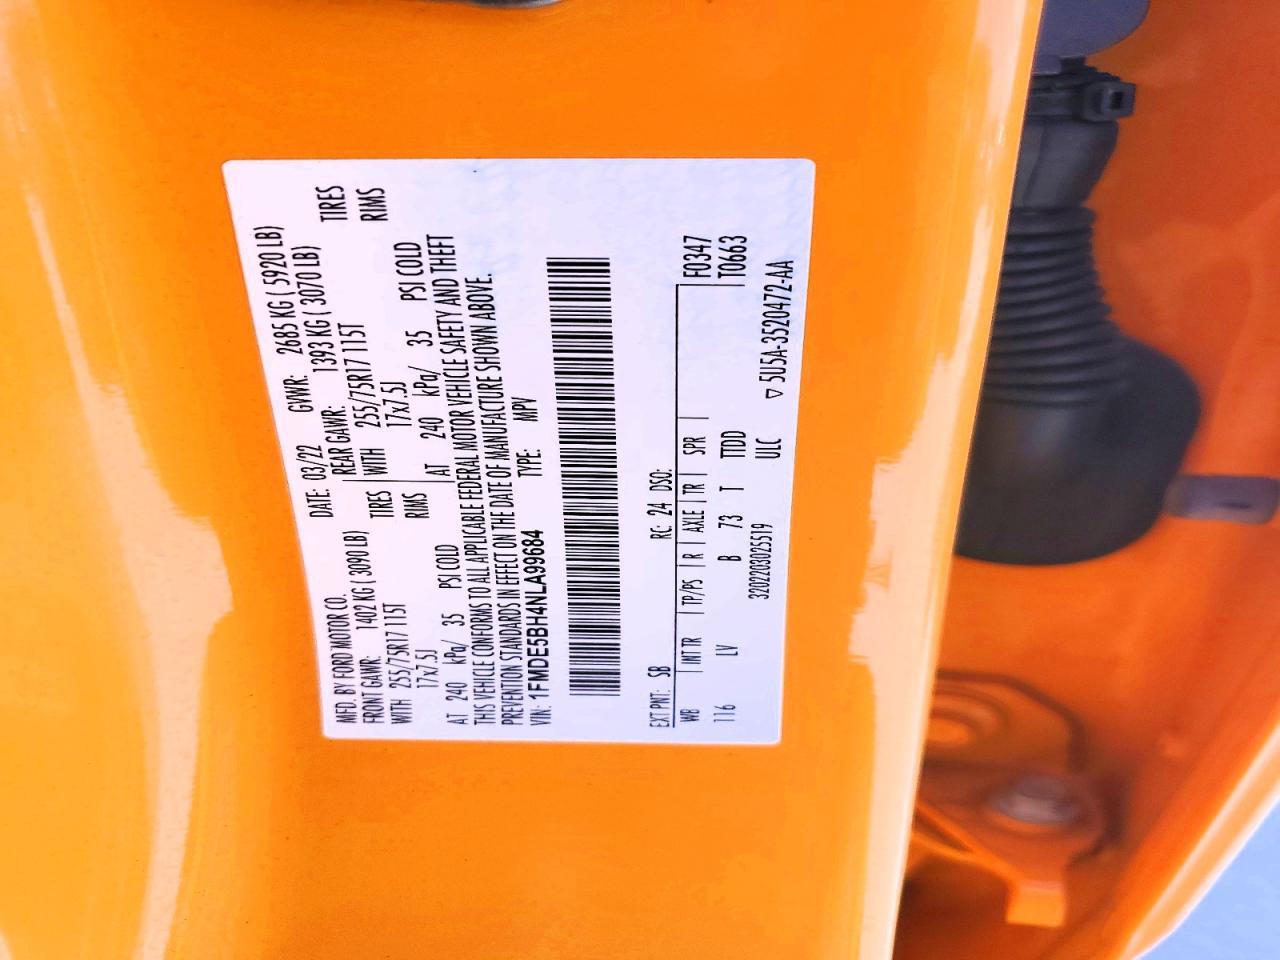 MFD. BY FORD MOTOR CO. DATE: 03/22 GVWR: 2685 KG ( 5920 LB)
FRONT GAWR: 1402 KG ( 3090 LB) REAR GAWR: 1393 KG ( 3070 LB)
WITH 255/75R17 115T TIRES WITH 255/75R17 115T TIRES
17x7.5J RIMS 17x7.5J RIMS
AT 240 kPa/ 35 PSI COLD AT 240 kPa/ 35 PSI COLD
THIS VEHICLE CONFORMS TO ALL APPLICABLE FEDERAL MOTOR VEHICLE SAFETY AND THEFT
PREVENTION STANDARDS IN EFFECT ON THE DATE OF MANUFACTURE SHOWN ABOVE.
VIN: 1FMDE5BH4NLA99684 TYPE: MPV
EXT PNT: SB RC: 24 DSO:
WB INT TR TP/PS R AXLE TR SPR F0347
116 LV B 73 T TTDD T0663
3202203025519 ULC ▽ 5U5A-3520472-AA